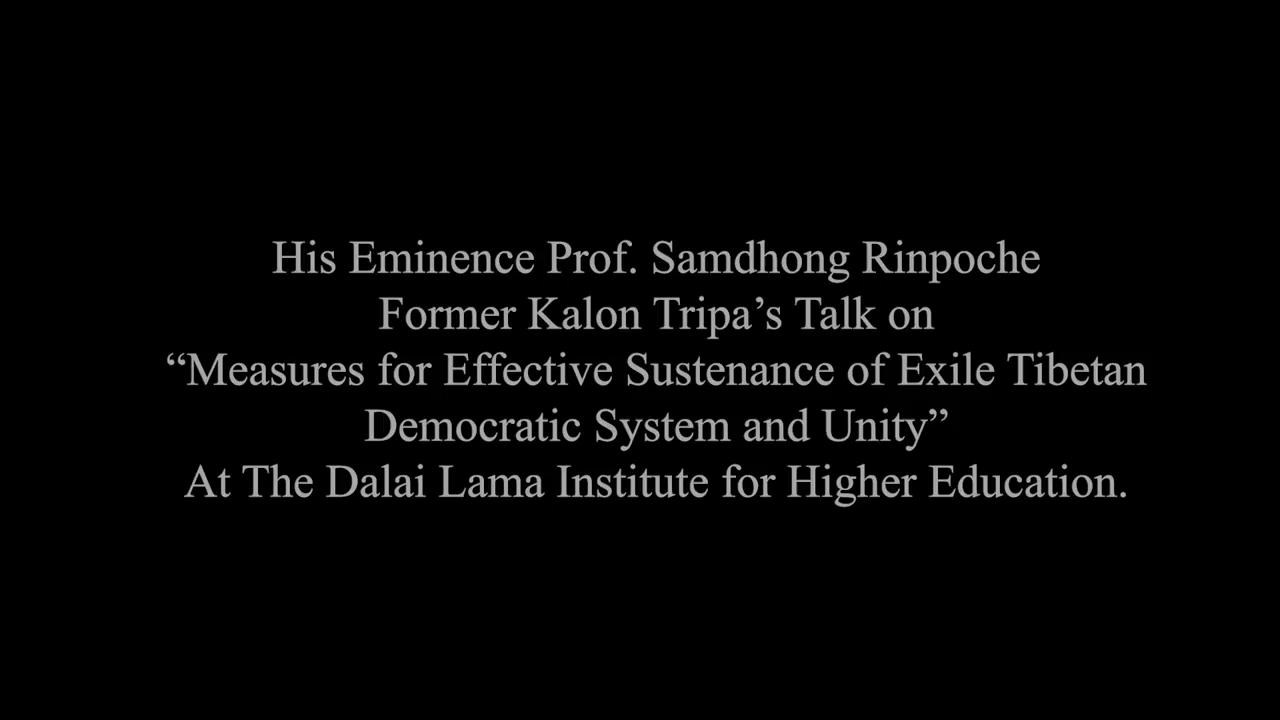 His Eminence Prof. Samdhong Rinpoche
Former Kalon Tripa’s Talk on
“Measures for Effective Sustenance of Exile Tibetan
Democratic System and Unity”
At The Dalai Lama Institute for Higher Education.